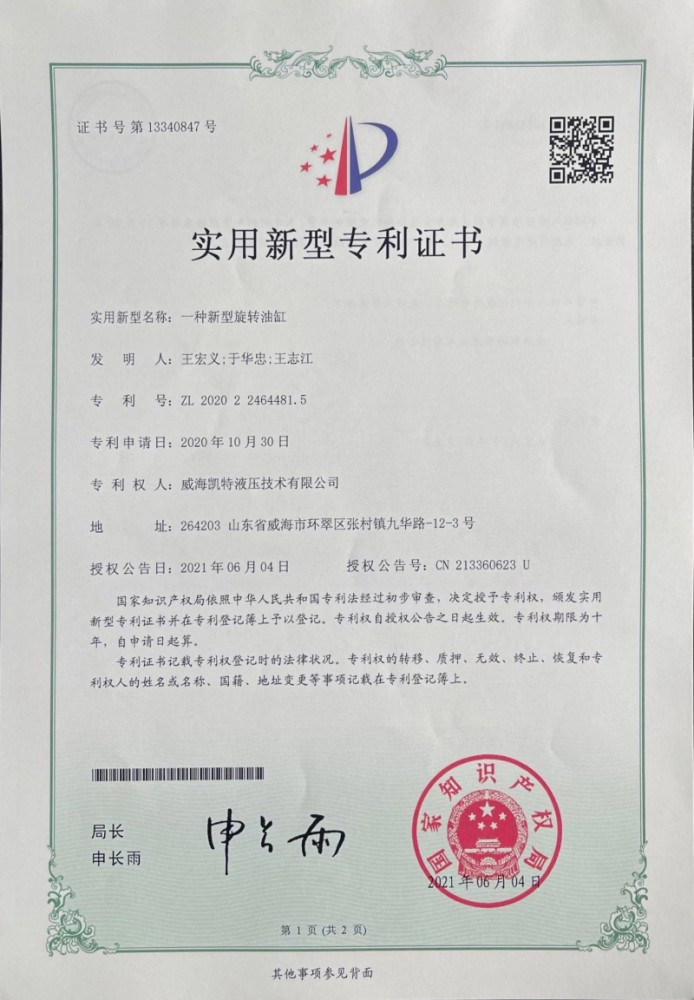 证书号第13340847号
实用新型专利证书
实用新型名称：一种新型旋转油缸
发明人：王宏义;于华忠;王志江
专利号：ZL 2020 2 2464481.5
专利申请日：2020年10月30日
专利权人：威海凯特液压技术有限公司
地址：264203 山东省威海市环翠区张村镇九华路-12-3号
授权公告日：2021年06月04日 授权公告号：CN 213360623 U
国家知识产权局依照中华人民共和国专利法经过初步审查，决定授予专利权，颁发实用
新型专利证书并在专利登记簿上予以登记。专利权自授权公告之日起生效。专利权期限为十
年，自申请日起算。
专利证书记载专利权登记时的法律状况。专利权的转移、质押、无效、终止、恢复和专
利权人的姓名或名称、国籍、地址变更等事项记载在专利登记簿上。
局长
申长雨
申长雨
国家知识产权局
2021年06月04日
第1页(共2页)
其他事项参见背面